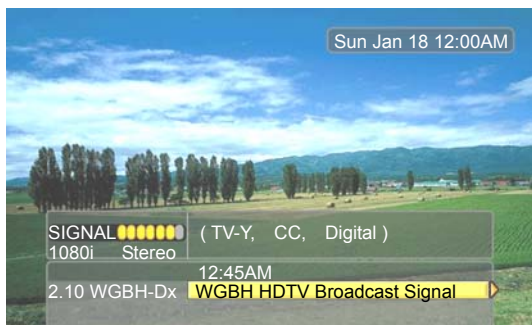 Sun Jan 18 12:00AM
SIGNAL ( TV-Y, CC, Digital )
1080i Stereo
12:45AM
2.10 WGBH-Dx WGBH HDTV Broadcast Signal